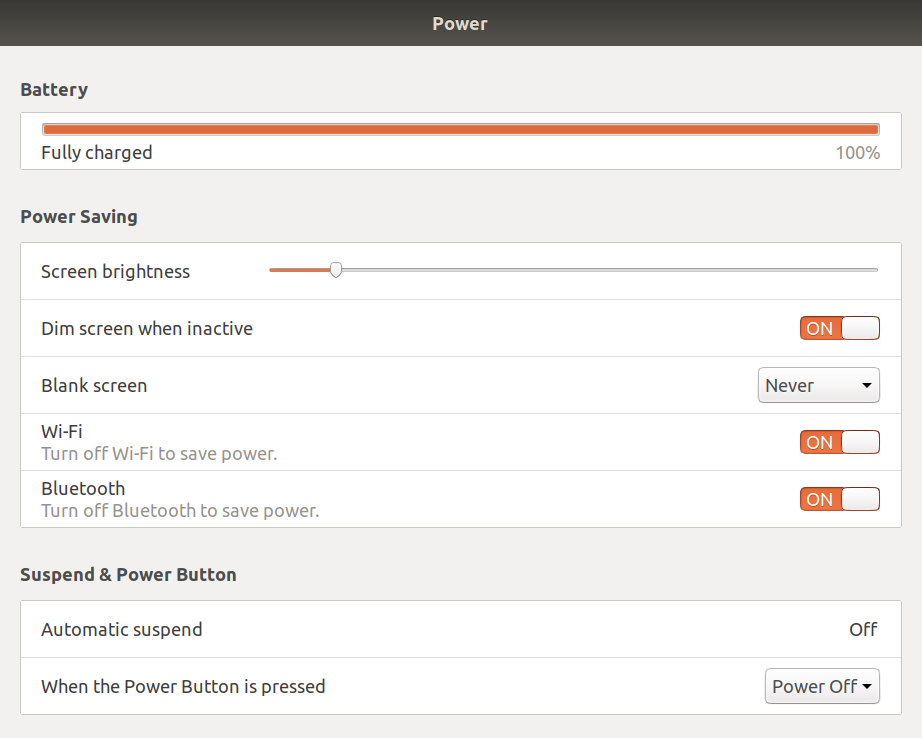 Power
Battery
Fully charged 100%
Power Saving
Screen brightness
Dim screen when inactive ON
Blank screen Never
Wi-Fi
Turn off Wi-Fi to save power.
ON
Bluetooth
Turn off Bluetooth to save power.
ON
Suspend & Power Button
Automatic suspend Off
When the Power Button is pressed Power Off